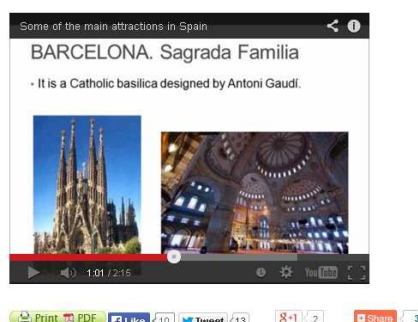 Some of the main attractions in Spain
BARCELONA. Sagrada Familia
- It is a Catholic basilica designed by Antoni Gaudí.
1:01 / 2:15
YouTube
Print PDF
Like 10
Tweet 13
g+1 2
Share